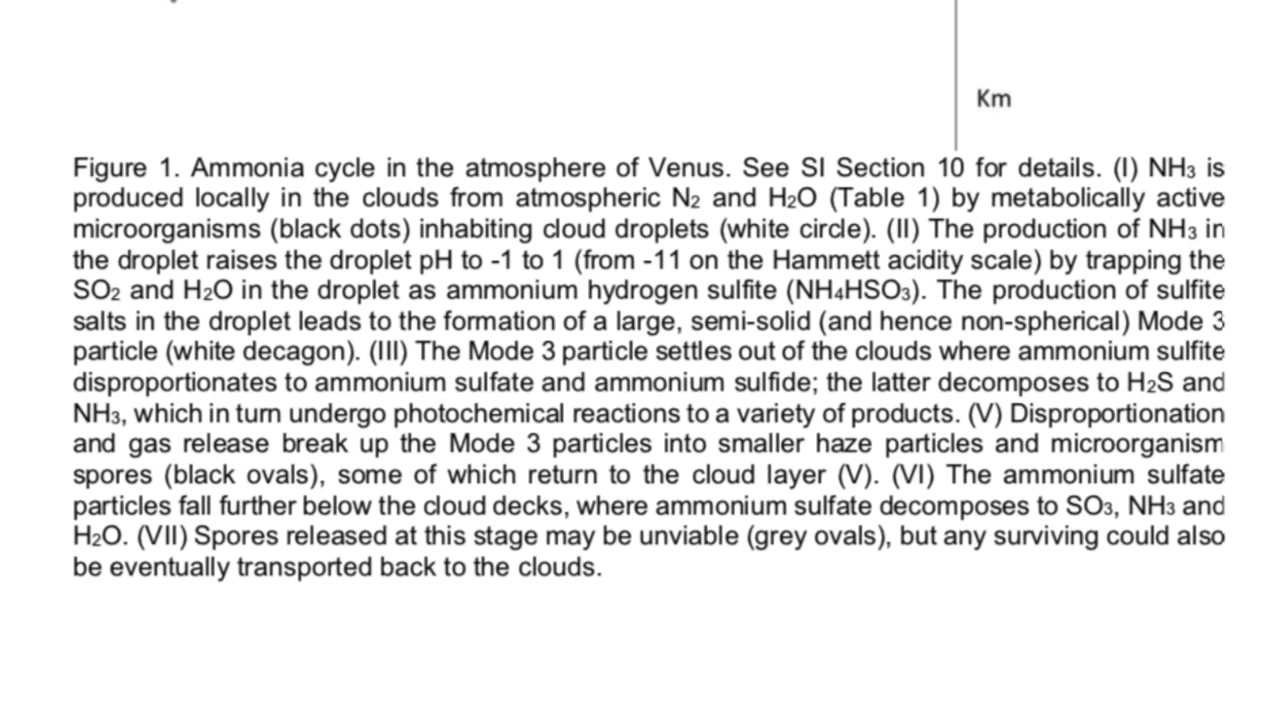 Km
Figure 1. Ammonia cycle in the atmosphere of Venus. See SI Section 10 for details. (I) NH₃ is
produced locally in the clouds from atmospheric N₂ and H₂O (Table 1) by metabolically active
microorganisms (black dots) inhabiting cloud droplets (white circle). (II) The production of NH₃ in
the droplet raises the droplet pH to -1 to 1 (from -11 on the Hammett acidity scale) by trapping the
SO₂ and H₂O in the droplet as ammonium hydrogen sulfite (NH₄HSO₃). The production of sulfite
salts in the droplet leads to the formation of a large, semi-solid (and hence non-spherical) Mode 3
particle (white decagon). (III) The Mode 3 particle settles out of the clouds where ammonium sulfite
disproportionates to ammonium sulfate and ammonium sulfide; the latter decomposes to H₂S and
NH₃, which in turn undergo photochemical reactions to a variety of products. (V) Disproportionation
and gas release break up the Mode 3 particles into smaller haze particles and microorganism
spores (black ovals), some of which return to the cloud layer (V). (VI) The ammonium sulfate
particles fall further below the cloud decks, where ammonium sulfate decomposes to SO₃, NH₃ and
H₂O. (VII) Spores released at this stage may be unviable (grey ovals), but any surviving could also
be eventually transported back to the clouds.